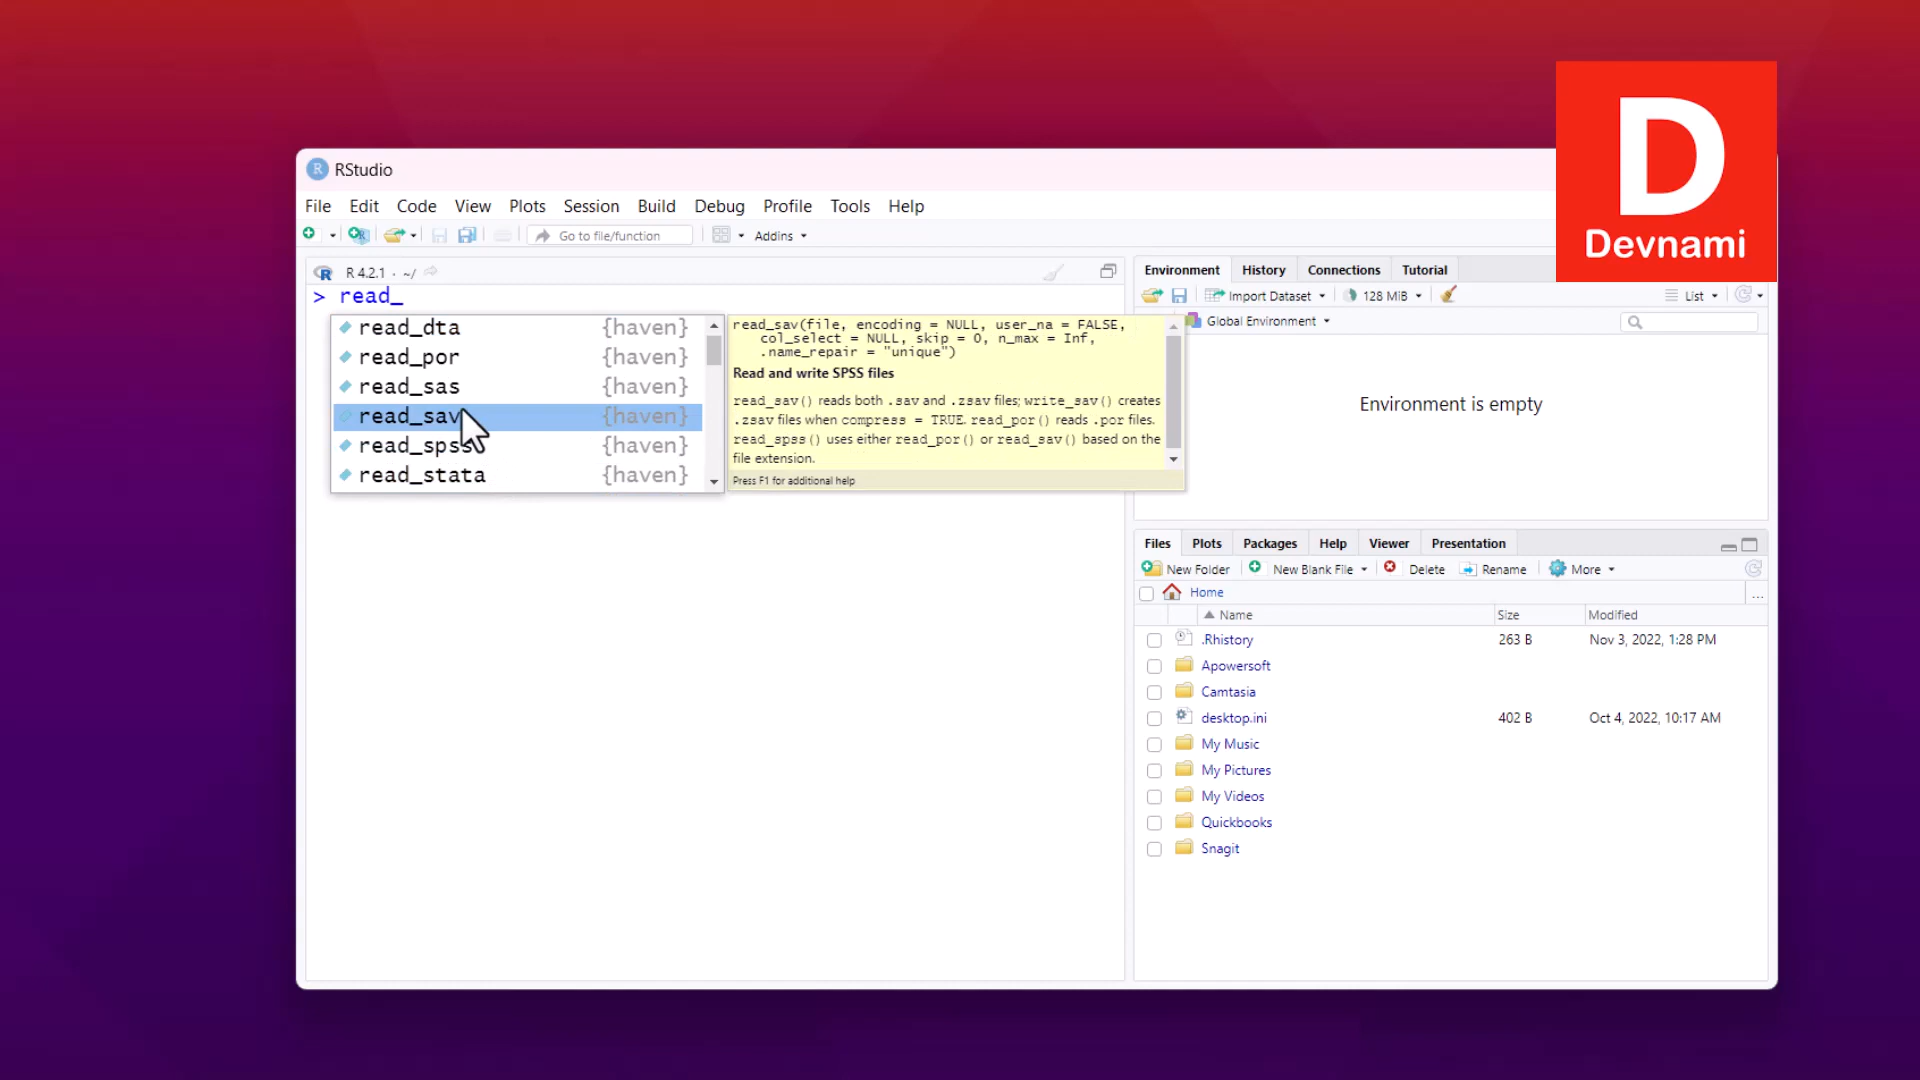 D
Devnami
RStudio
File Edit Code View Plots Session Build Debug Profile Tools Help
Go to file/function Addins
R 4.2.1 · ~/
> read_
read_dta {haven}
read_por {haven}
read_sas {haven}
read_sav {haven}
read_spss {haven}
read_stata {haven}
read_sav(file, encoding = NULL, user_na = FALSE,
col_select = NULL, skip = 0, n_max = Inf,
.name_repair = "unique")
Read and write SPSS files
read_sav() reads both .sav and .zsav files; write_sav() creates
.zsav files when compress = TRUE. read_por() reads .por files.
read_spss() uses either read_por() or read_sav() based on the
file extension.
Press F1 for additional help
Environment History Connections Tutorial
Import Dataset 128 MiB List
Global Environment
Environment is empty
Files Plots Packages Help Viewer Presentation
New Folder New Blank File Delete Rename More
Home ...
Name Size Modified
.Rhistory 263 B Nov 3, 2022, 1:28 PM
Apowersoft
Camtasia
desktop.ini 402 B Oct 4, 2022, 10:17 AM
My Music
My Pictures
My Videos
Quickbooks
Snagit